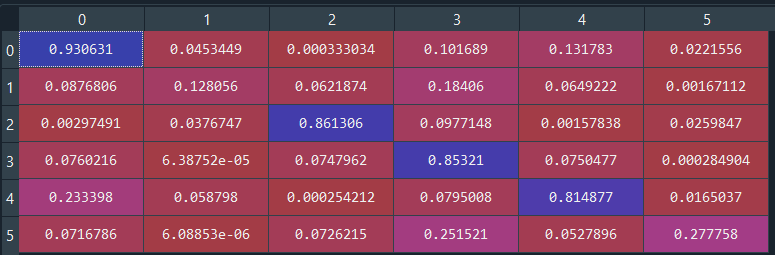 0 1 2 3 4 5
0 0.930631 0.0453449 0.000333034 0.101689 0.131783 0.0221556
1 0.0876806 0.128056 0.0621874 0.18406 0.0649222 0.00167112
2 0.00297491 0.0376747 0.861306 0.0977148 0.00157838 0.0259847
3 0.0760216 6.38752e-05 0.0747962 0.85321 0.0750477 0.000284904
4 0.233398 0.058798 0.000254212 0.0795008 0.814877 0.0165037
5 0.0716786 6.08853e-06 0.0726215 0.251521 0.0527896 0.277758